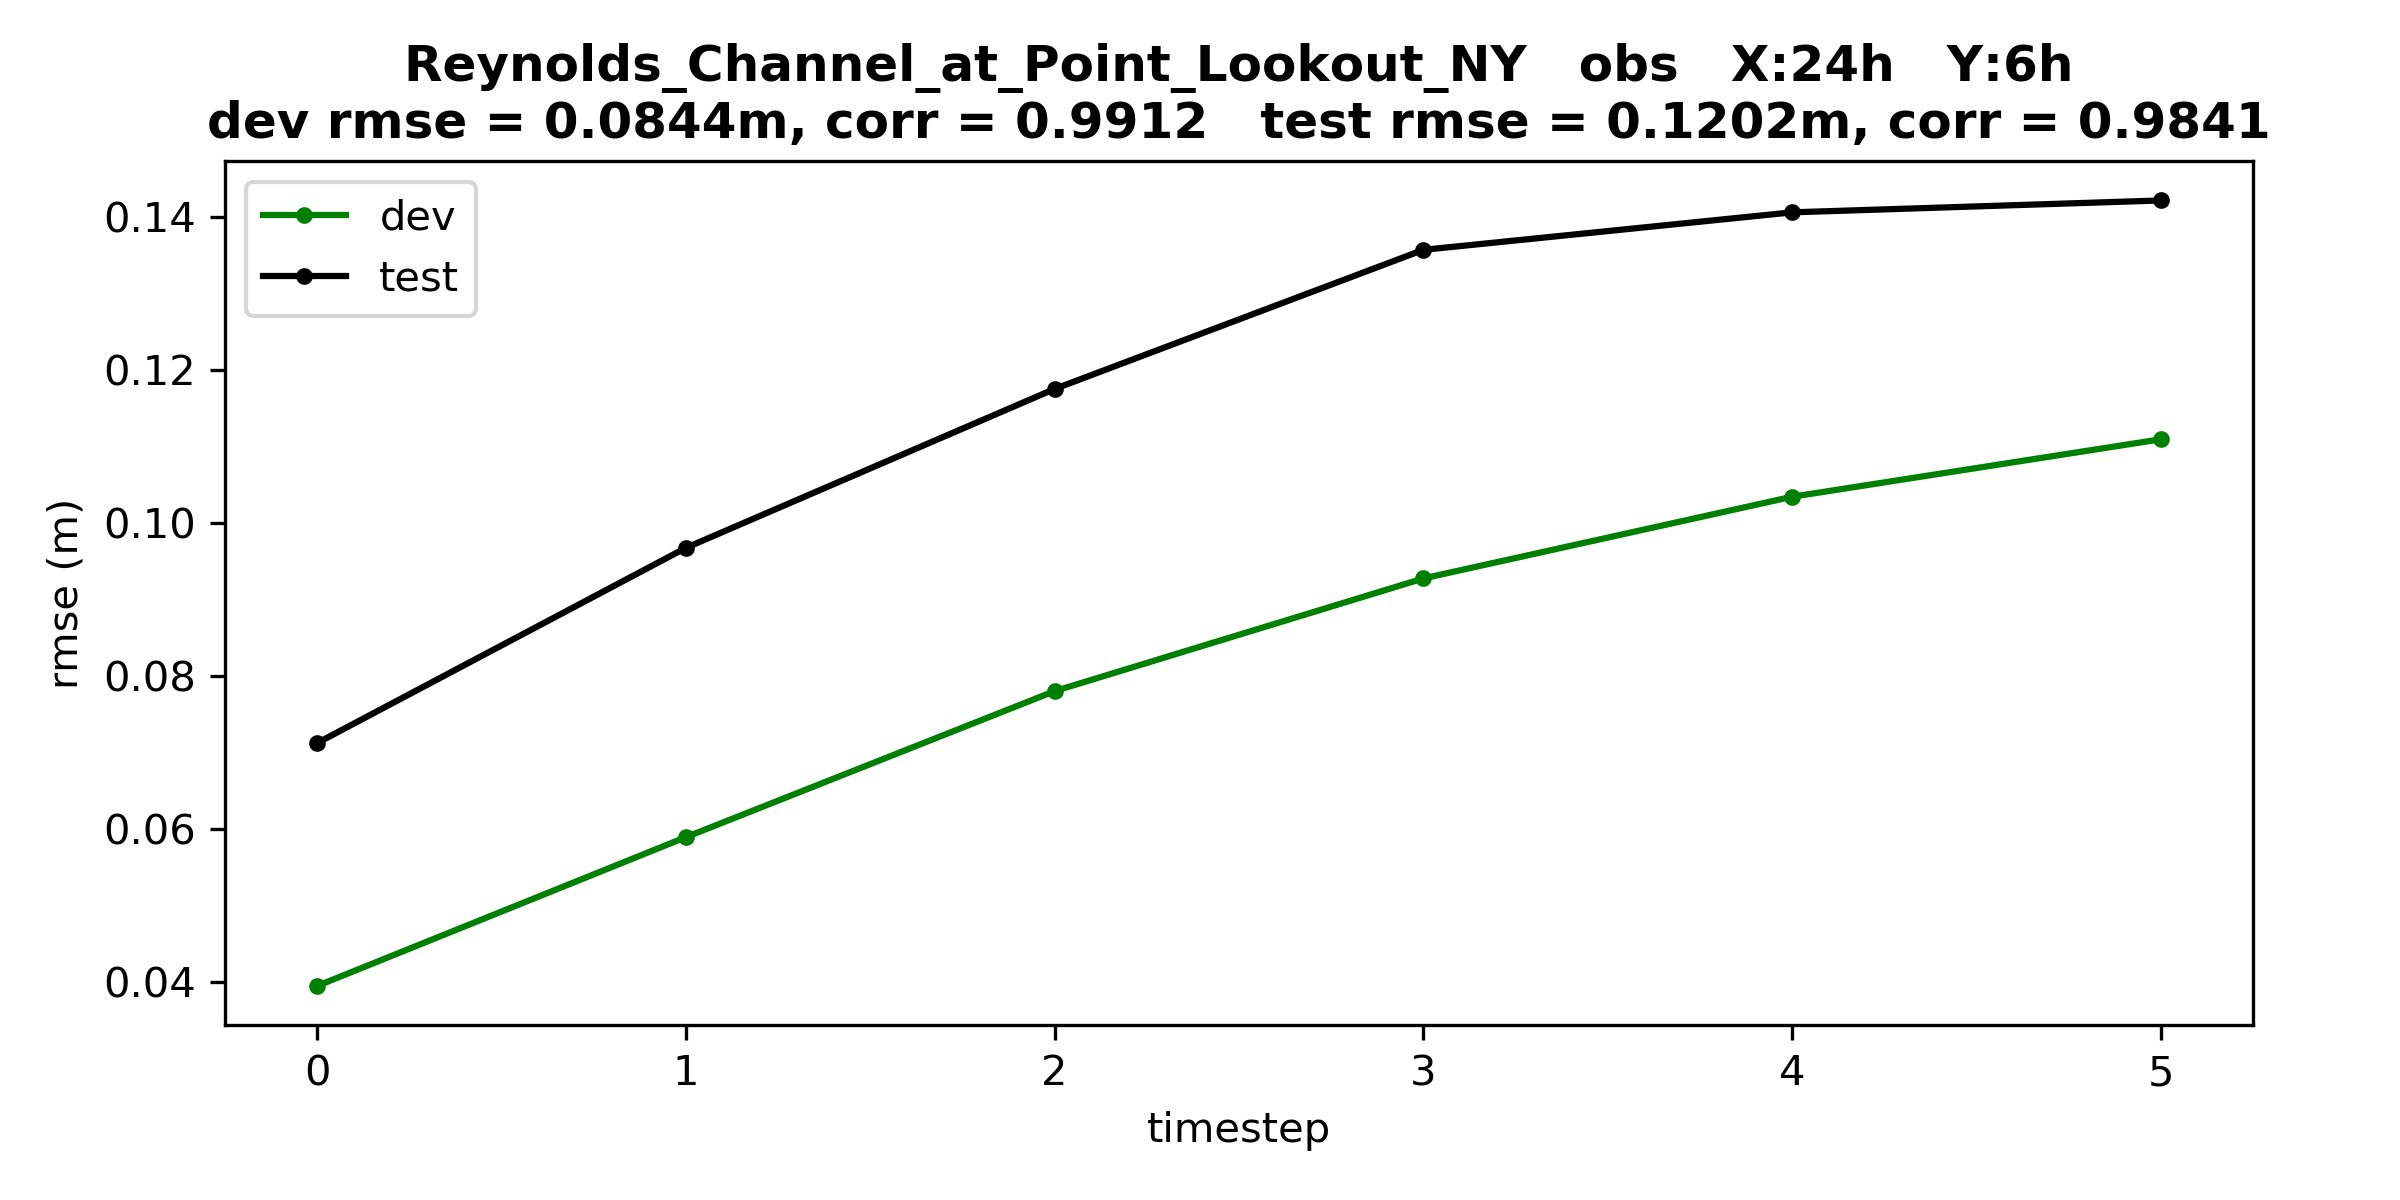 Reynolds_Channel_at_Point_Lookout_NY   obs   X:24h   Y:6h
dev rmse = 0.0844m, corr = 0.9912   test rmse = 0.1202m, corr = 0.9841
dev
test
rmse (m)
0.14
0.12
0.10
0.08
0.06
0.04
0 1 2 3 4 5
timestep